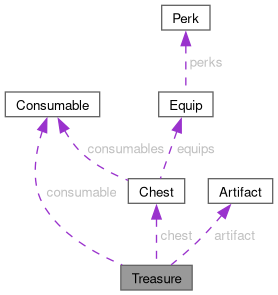 Perk
perks
Consumable
Equip
consumables
equips
consumable
Chest
Artifact
chest
artifact
Treasure